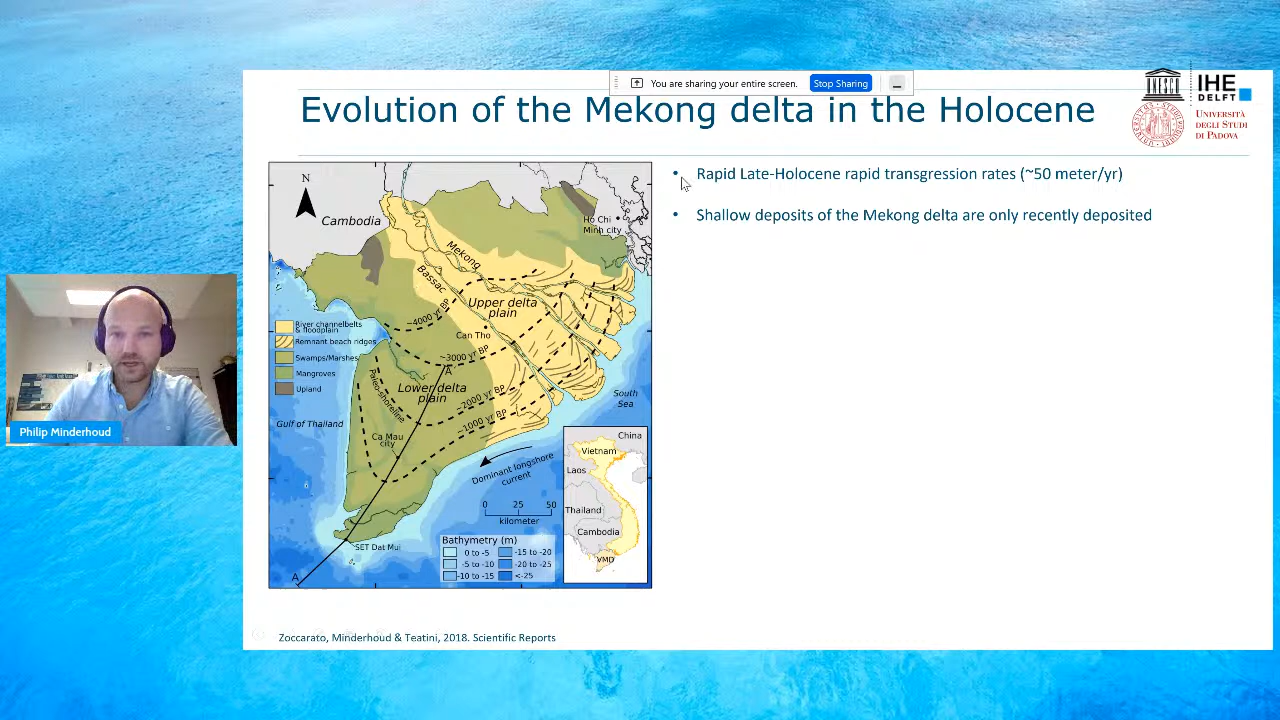 You are sharing your entire screen.
Stop Sharing
Evolution of the Mekong delta in the Holocene
UNESCO
IHE
DELFT
UNIVERSITÀ
DEGLI STUDI
DI PADOVA
• Rapid Late-Holocene rapid transgression rates (~50 meter/yr)
• Shallow deposits of the Mekong delta are only recently deposited
N
Cambodia
Ho Chi
Minh city
Mekong
Bassac
Upper delta
plain
~4000 yr BP
Can Tho
~3000 yr BP
A'
River channelbelts
& floodplain
Remnant beach ridges
Swamps/Marshes
Mangroves
Upland
Paleo-shoreline
Lower delta
plain
~2000 yr BP
~1000 yr BP
South
Sea
Gulf of Thailand
Ca Mau
city
Dominant longshore
current
0 25 50
kilometer
SET Dat Mui
A
Bathymetry (m)
0 to -5
-5 to -10
-10 to -15
-15 to -20
-20 to -25
<-25
China
Vietnam
Laos
Thailand
Cambodia
VMD
Philip Minderhoud
Zoccarato, Minderhoud & Teatini, 2018. Scientific Reports